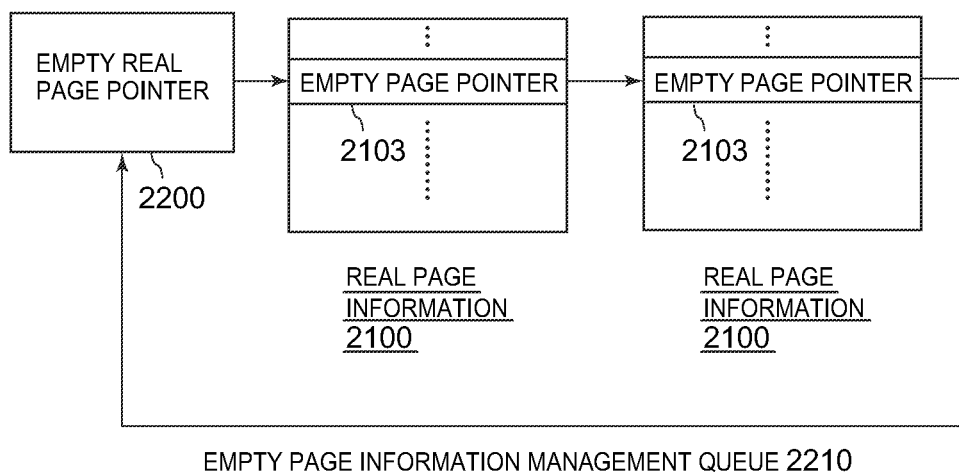 EMPTY REAL
PAGE POINTER
2200
EMPTY PAGE POINTER
2103
REAL PAGE
INFORMATION
2100
EMPTY PAGE POINTER
2103
REAL PAGE
INFORMATION
2100
EMPTY PAGE INFORMATION MANAGEMENT QUEUE 2210